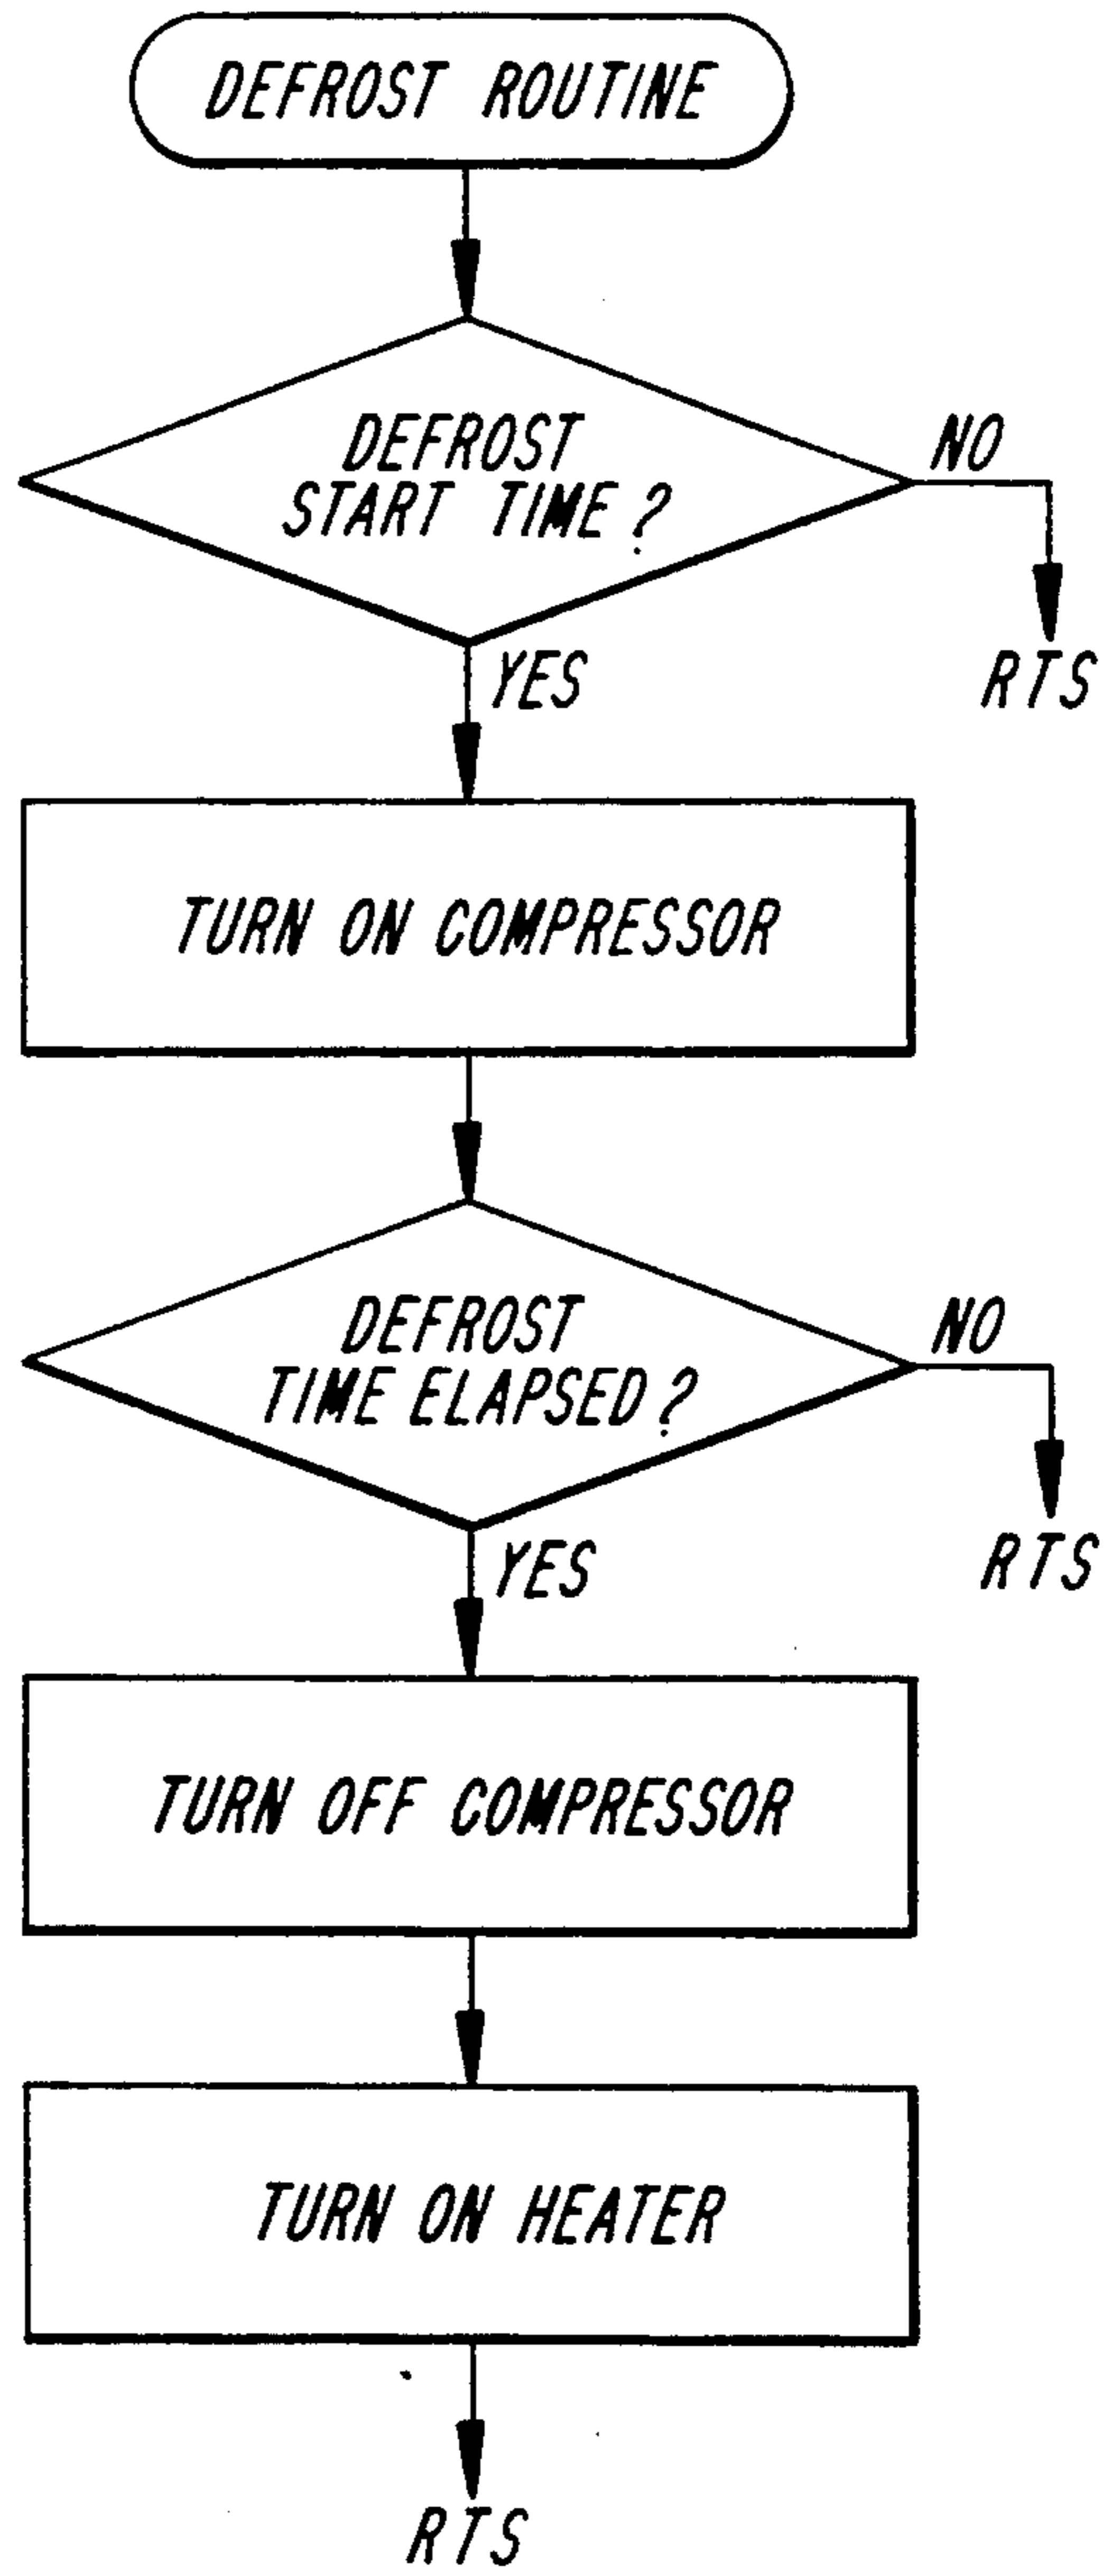 DEFROST ROUTINE
DEFROST
START TIME?
NO
RTS
YES
TURN ON COMPRESSOR
DEFROST
TIME ELAPSED?
NO
RTS
YES
TURN OFF COMPRESSOR
TURN ON HEATER
RTS